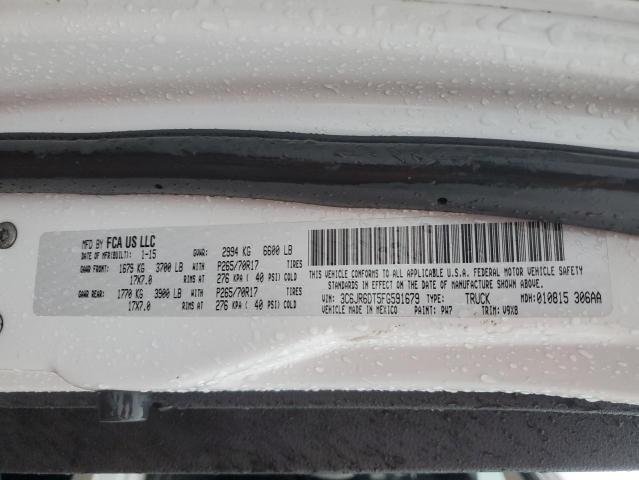 MFD BY FCA US LLC
DATE OF MFR(BUILT): 1-15 GVWR: 2994 KG 6600 LB
GAWR FRONT: 1679 KG 3700 LB WITH P265/70R17 TIRES
17X7.0 RIMS AT 276 KPA ( 40 PSI) COLD
GAWR REAR: 1770 KG 3900 LB WITH P265/70R17 TIRES
17X7.0 RIMS AT 276 KPA ( 40 PSI) COLD
THIS VEHICLE CONFORMS TO ALL APPLICABLE U.S.A. FEDERAL MOTOR VEHICLE SAFETY
STANDARDS IN EFFECT ON THE DATE OF MANUFACTURE SHOWN ABOVE.
VIN: 3C6JR6DT5FG591679 TYPE: TRUCK MDH: 010815 306AA
VEHICLE MADE IN MEXICO PAINT: PW7 TRIM: V9X8